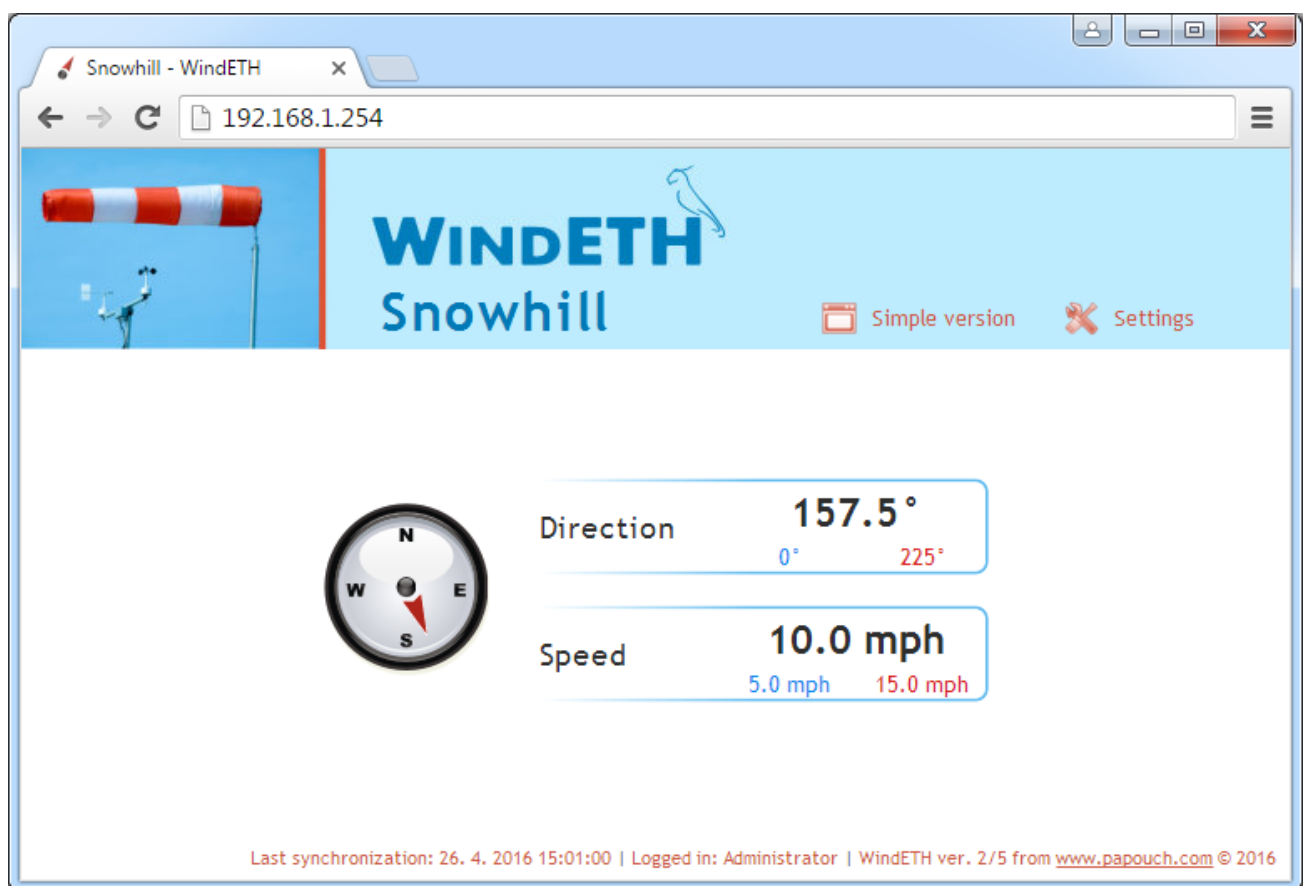 Snowhill - WindETH
192.168.1.254
WINDETH
Snowhill
Simple version Settings
N
W E
S
Direction 157.5°
0° 225°
Speed 10.0 mph
5.0 mph 15.0 mph
Last synchronization: 26. 4. 2016 15:01:00 | Logged in: Administrator | WindETH ver. 2/5 from www.papouch.com © 2016